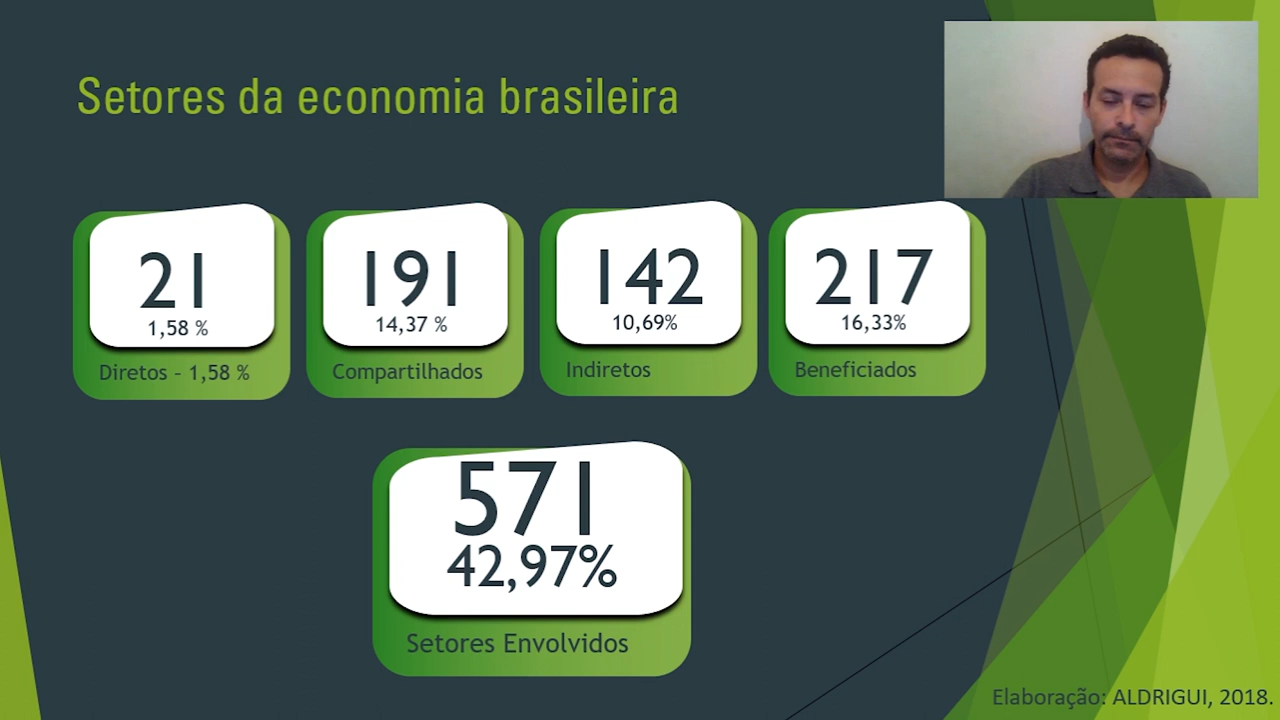 Setores da economia brasileira
21
1,58 %
Diretos - 1,58 %
191
14,37 %
Compartilhados
142
10,69%
Indiretos
217
16,33%
Beneficiados
571
42,97%
Setores Envolvidos
Elaboração: ALDRIGUI, 2018.